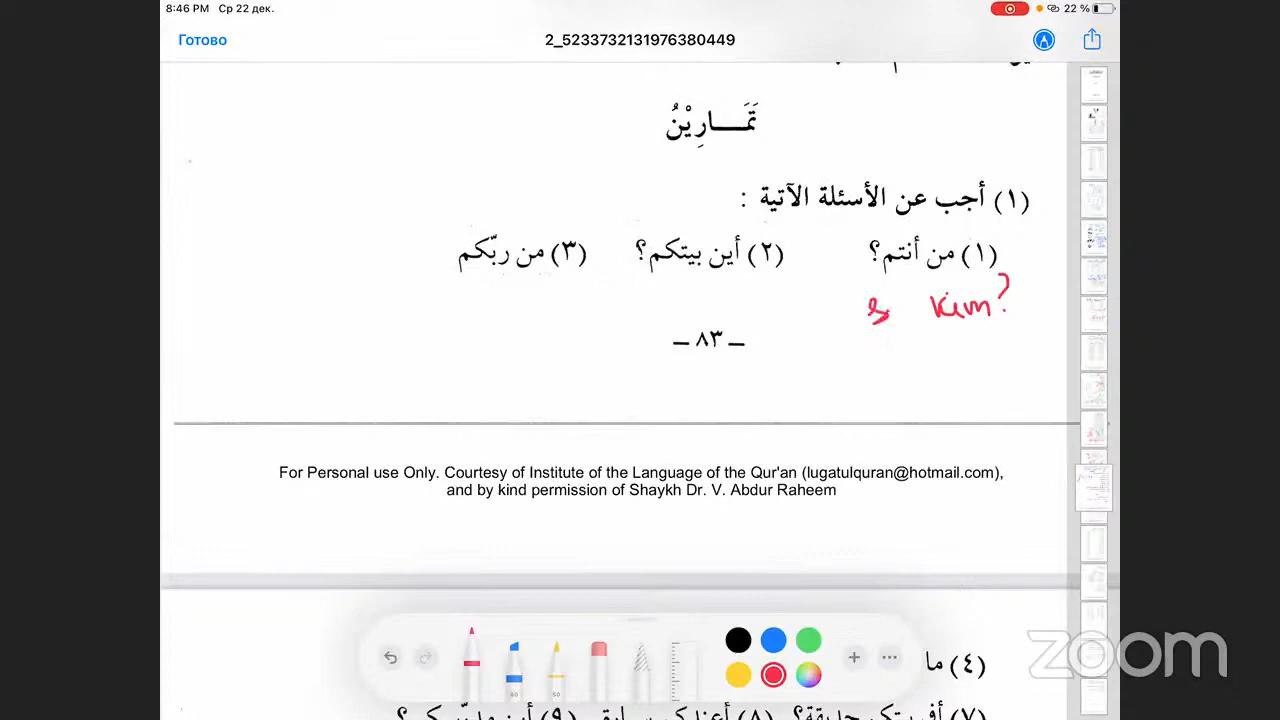 8:46 PM Ср 22 дек. 22 %
Готово 2_5233732131976380449
تَمَـــارِيْنُ
(١) أجب عن الأسئلة الآتية :
(١) من أنتم؟ (٢) أين بيتكم؟ (٣) من ربّكم
kim?
– ٨٣ –
For Personal use Only. Courtesy of Institute of the Language of the Qur'an (lugatulquran@hotmail.com),
and by kind permission of Shaykh Dr. V. Abdur Raheem
(٤) ما
zoom